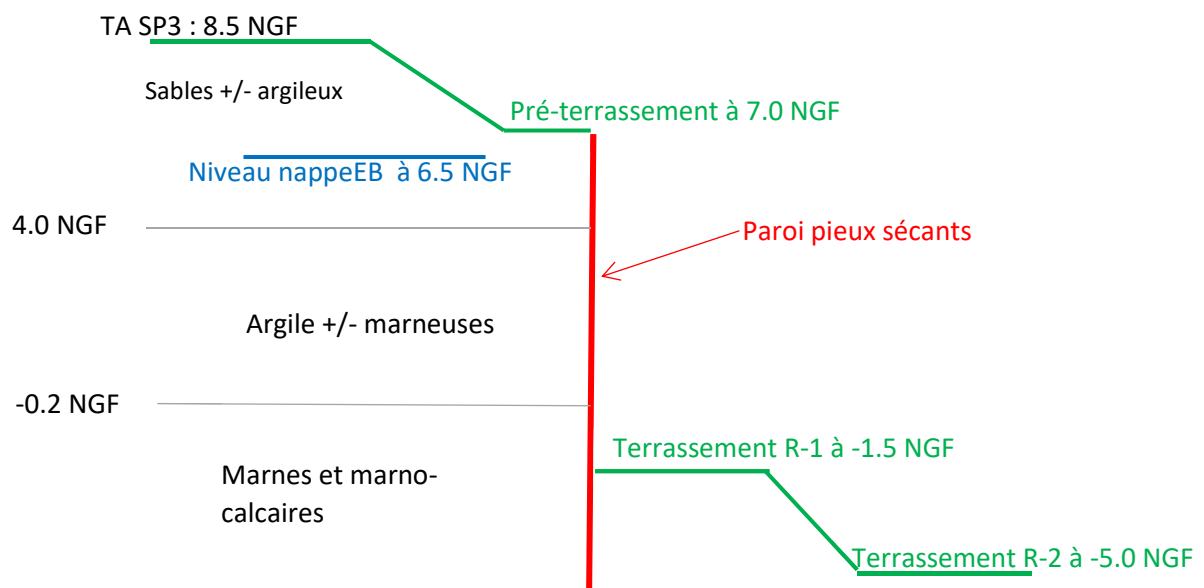 TA SP3 : 8.5 NGF
Sables +/- argileux
Pré-terrassement à 7.0 NGF
Niveau nappeEB à 6.5 NGF
4.0 NGF
Paroi pieux sécants
Argile +/- marneuses
-0.2 NGF
Terrassement R-1 à -1.5 NGF
Marnes et marno-
calcaires
Terrassement R-2 à -5.0 NGF